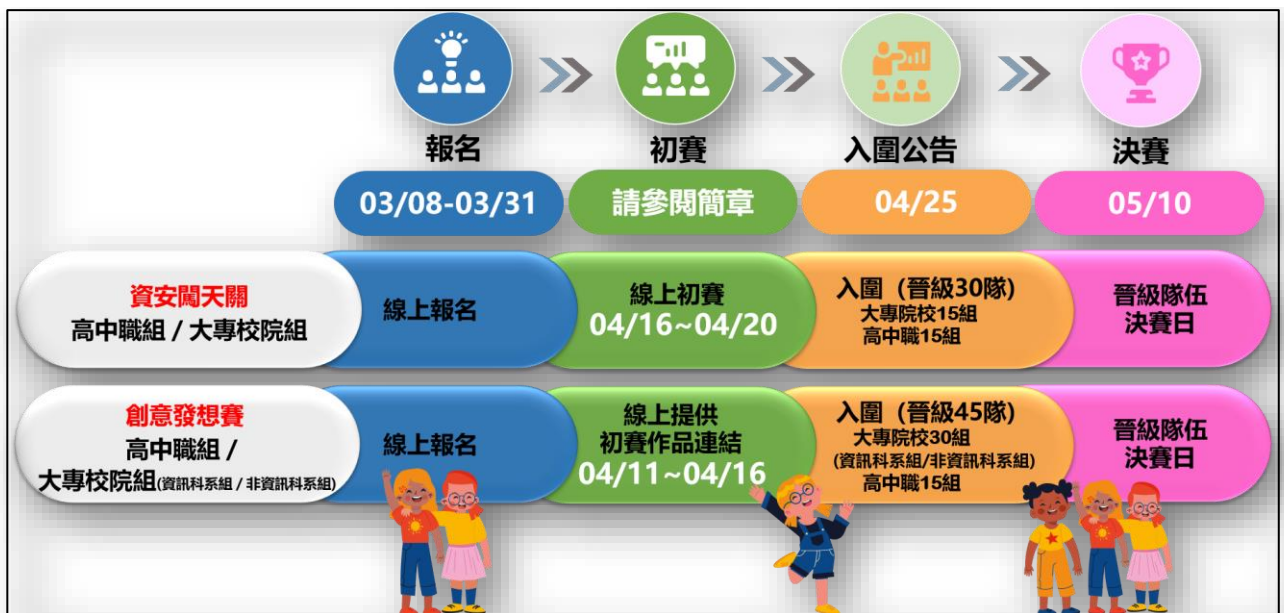 報名
初賽
入圍公告
決賽
03/08-03/31
請參閱簡章
04/25
05/10
資安闖天關
高中職組 / 大專校院組
線上報名
線上初賽
04/16~04/20
入圍（晉級30隊）
大專院校15組
高中職15組
晉級隊伍
決賽日
創意發想賽
高中職組 /
大專校院組(資訊科系組 / 非資訊科系組)
線上報名
線上提供
初賽作品連結
04/11~04/16
入圍（晉級45隊）
大專院校30組
(資訊科系組/非資訊科系組)
高中職15組
晉級隊伍
決賽日